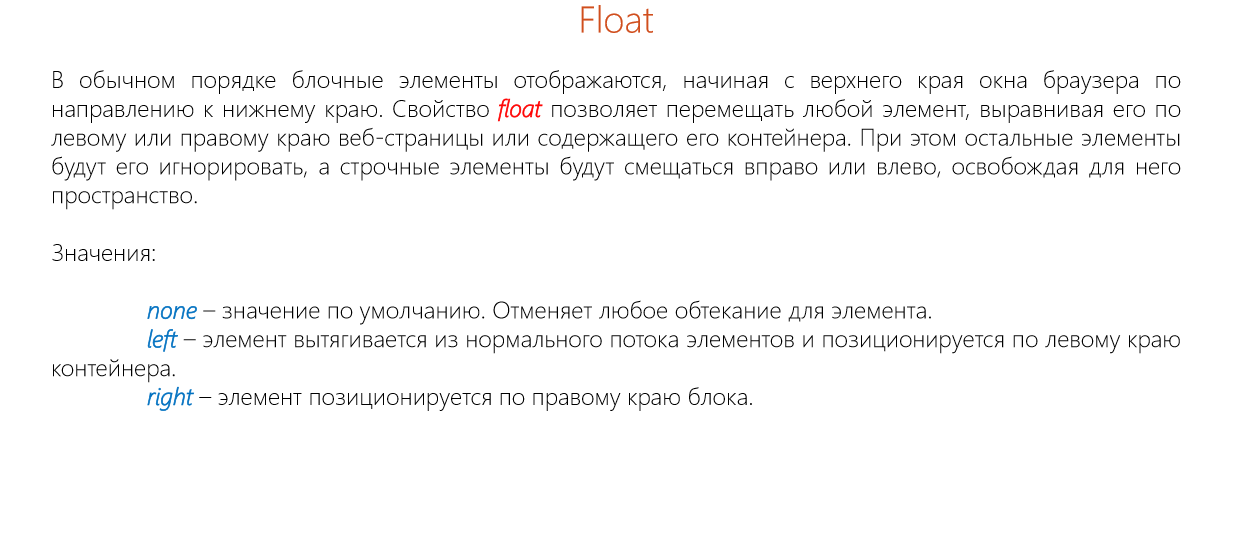 Float
В обычном порядке блочные элементы отображаются, начиная с верхнего края окна браузера по
направлению к нижнему краю. Свойство float позволяет перемещать любой элемент, выравнивая его по
левому или правому краю веб-страницы или содержащего его контейнера. При этом остальные элементы
будут его игнорировать, а строчные элементы будут смещаться вправо или влево, освобождая для него
пространство.
Значения:
none – значение по умолчанию. Отменяет любое обтекание для элемента.
left – элемент вытягивается из нормального потока элементов и позиционируется по левому краю
контейнера.
right – элемент позиционируется по правому краю блока.